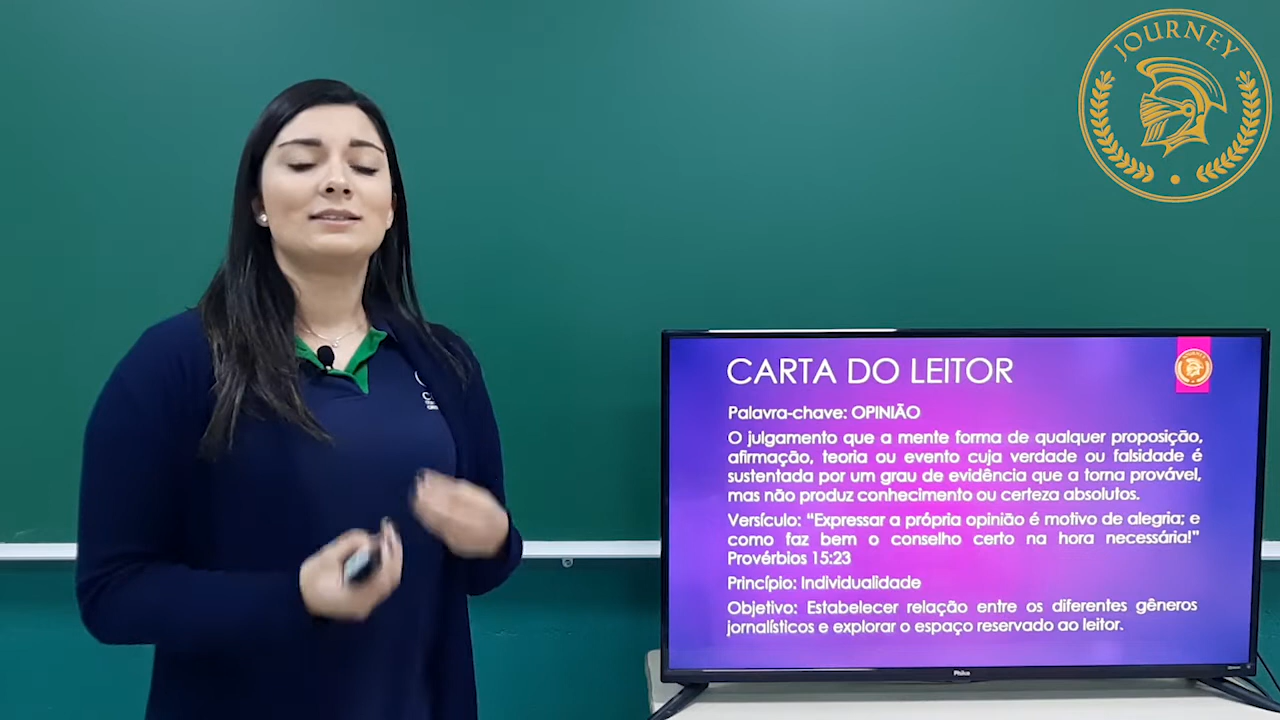 JOURNEY
CARTA DO LEITOR
Palavra-chave: OPINIÃO
O julgamento que a mente forma de qualquer proposição,
afirmação, teoria ou evento cuja verdade ou falsidade é
sustentada por um grau de evidência que a torna provável,
mas não produz conhecimento ou certeza absolutos.
Versículo: “Expressar a própria opinião é motivo de alegria; e
como faz bem o conselho certo na hora necessária!”
Provérbios 15:23
Princípio: Individualidade
Objetivo: Estabelecer relação entre os diferentes gêneros
jornalísticos e explorar o espaço reservado ao leitor.
Philco